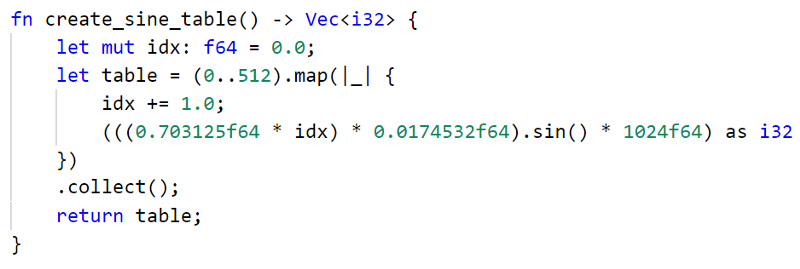 fn create_sine_table() -> Vec<i32> {
    let mut idx: f64 = 0.0;
    let table = (0..512).map(|_| {
        idx += 1.0;
        (((0.703125f64 * idx) * 0.0174532f64).sin() * 1024f64) as i32
    })
    .collect();
    return table;
}